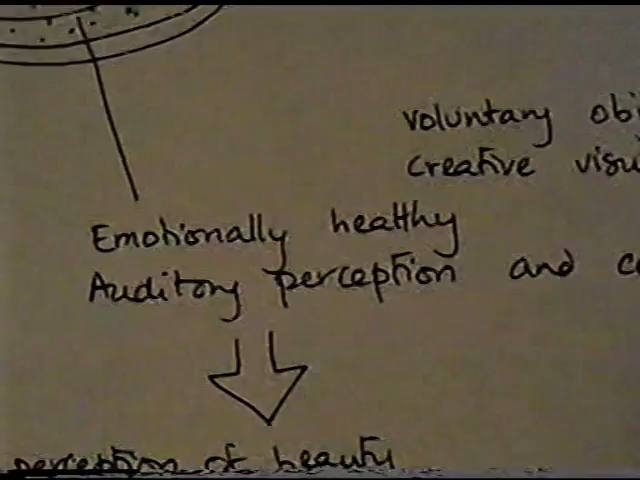 voluntary
creative
Emotionally healthy
Auditory perception and
perception of beauty